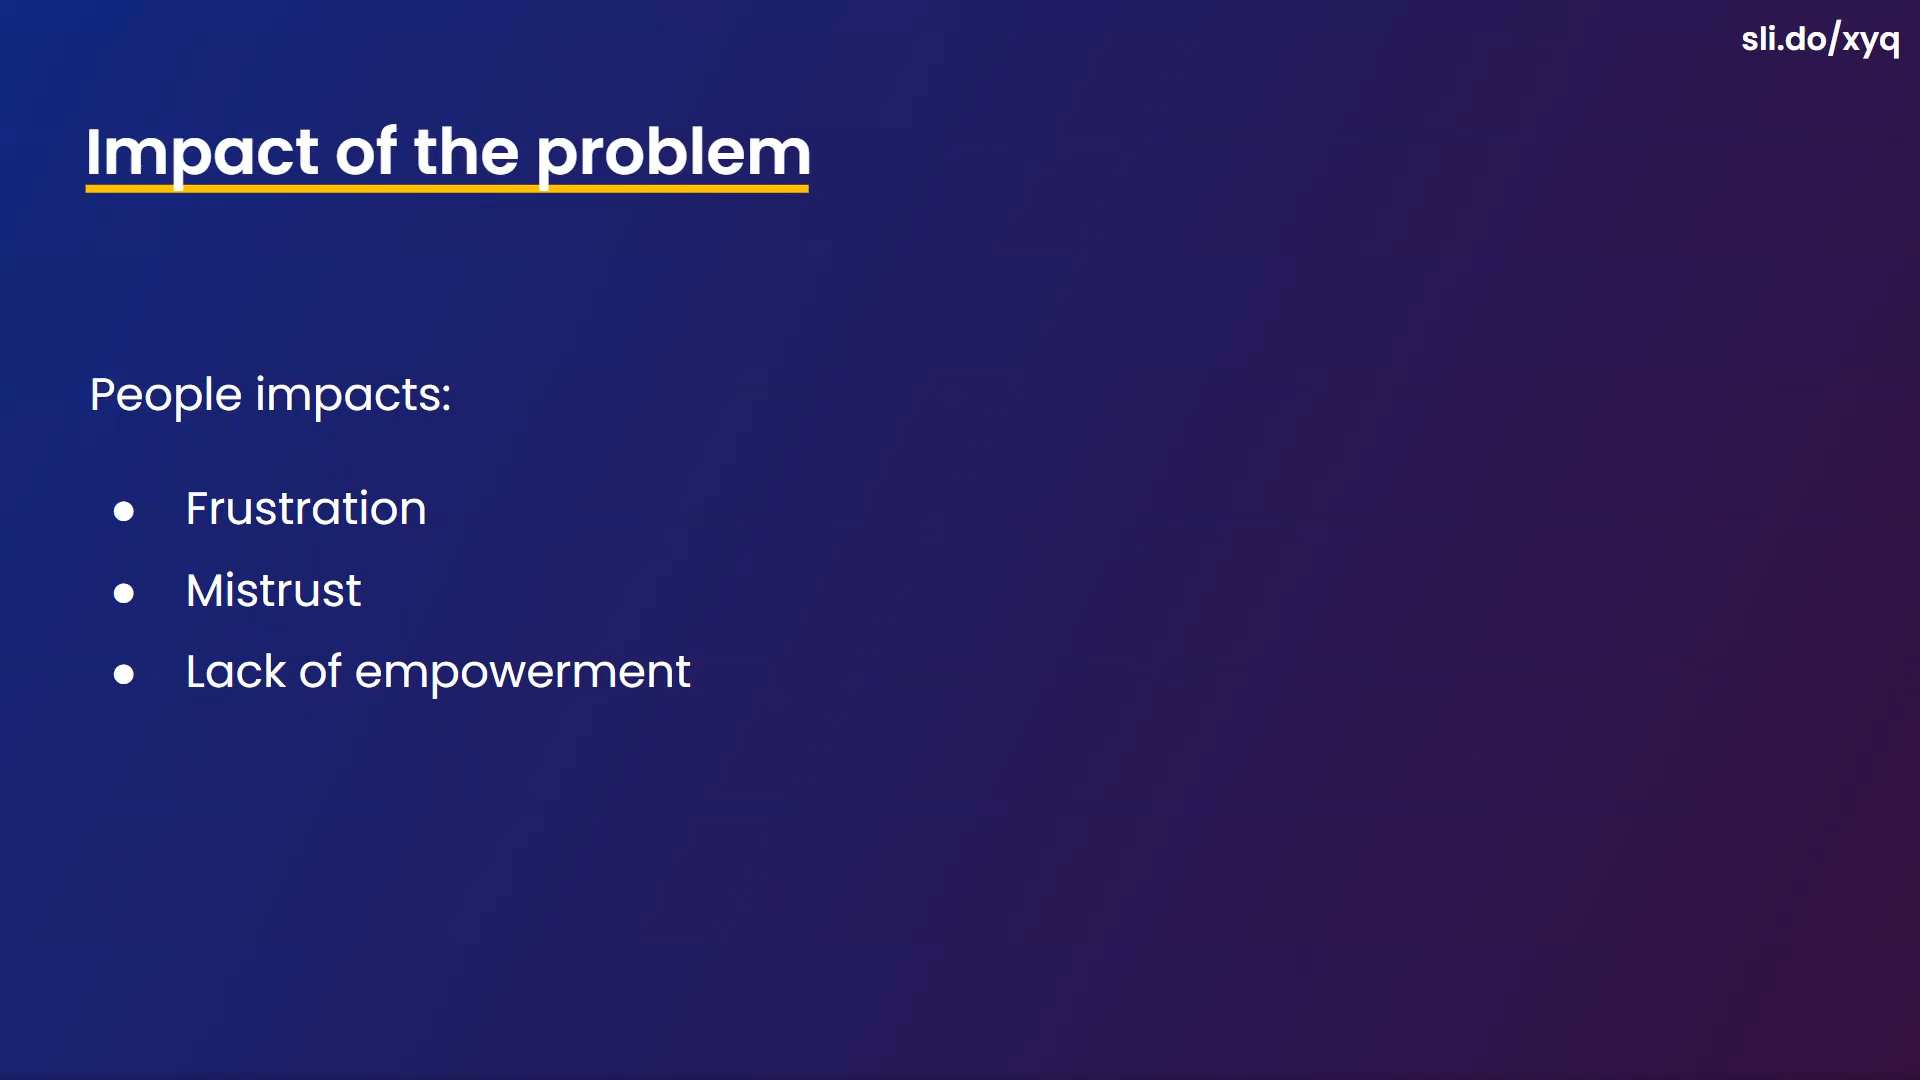 sli.do/xyq
Impact of the problem
People impacts:
● Frustration
● Mistrust
● Lack of empowerment